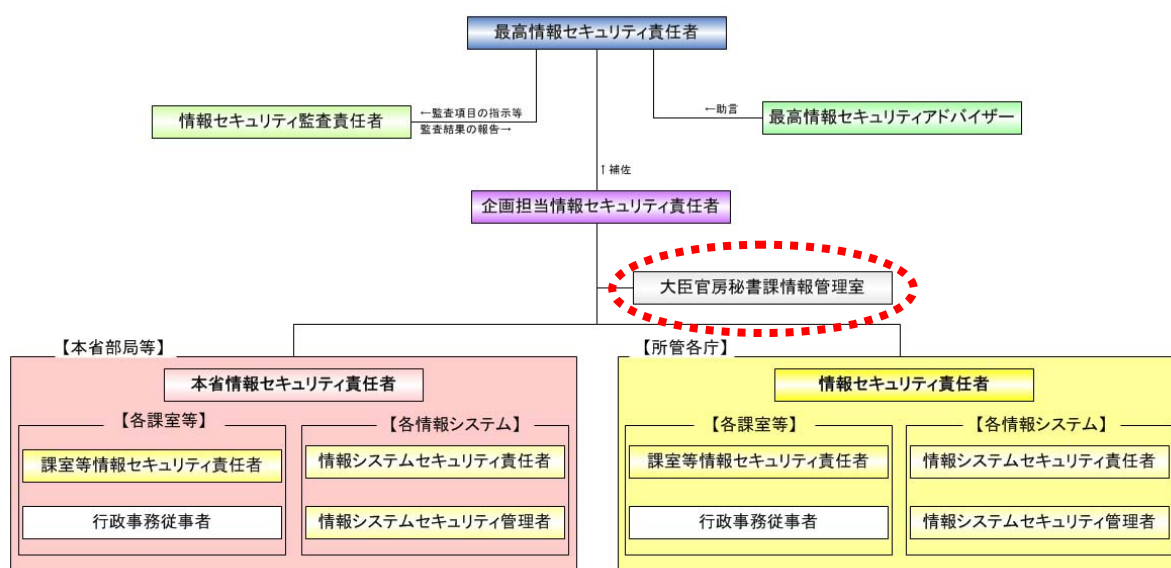 最高情報セキュリティ責任者
←監査項目の指示等
監査結果の報告→
情報セキュリティ監査責任者
←助言
最高情報セキュリティアドバイザー
↑補佐
企画担当情報セキュリティ責任者
大臣官房秘書課情報管理室
【本省部局等】
本省情報セキュリティ責任者
【各課室等】
課室等情報セキュリティ責任者
行政事務従事者
【各情報システム】
情報システムセキュリティ責任者
情報システムセキュリティ管理者
【所管各庁】
情報セキュリティ責任者
【各課室等】
課室等情報セキュリティ責任者
行政事務従事者
【各情報システム】
情報システムセキュリティ責任者
情報システムセキュリティ管理者